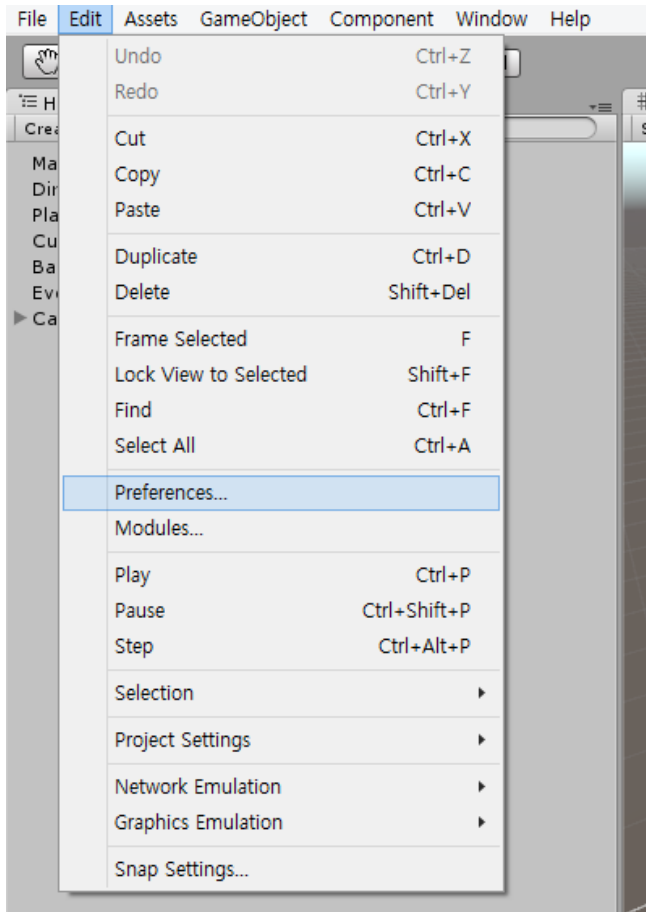 File Edit Assets GameObject Component Window Help
Undo Ctrl+Z
Redo Ctrl+Y
Cut Ctrl+X
Copy Ctrl+C
Paste Ctrl+V
Duplicate Ctrl+D
Delete Shift+Del
Frame Selected F
Lock View to Selected Shift+F
Find Ctrl+F
Select All Ctrl+A
Preferences...
Modules...
Play Ctrl+P
Pause Ctrl+Shift+P
Step Ctrl+Alt+P
Selection
Project Settings
Network Emulation
Graphics Emulation
Snap Settings...